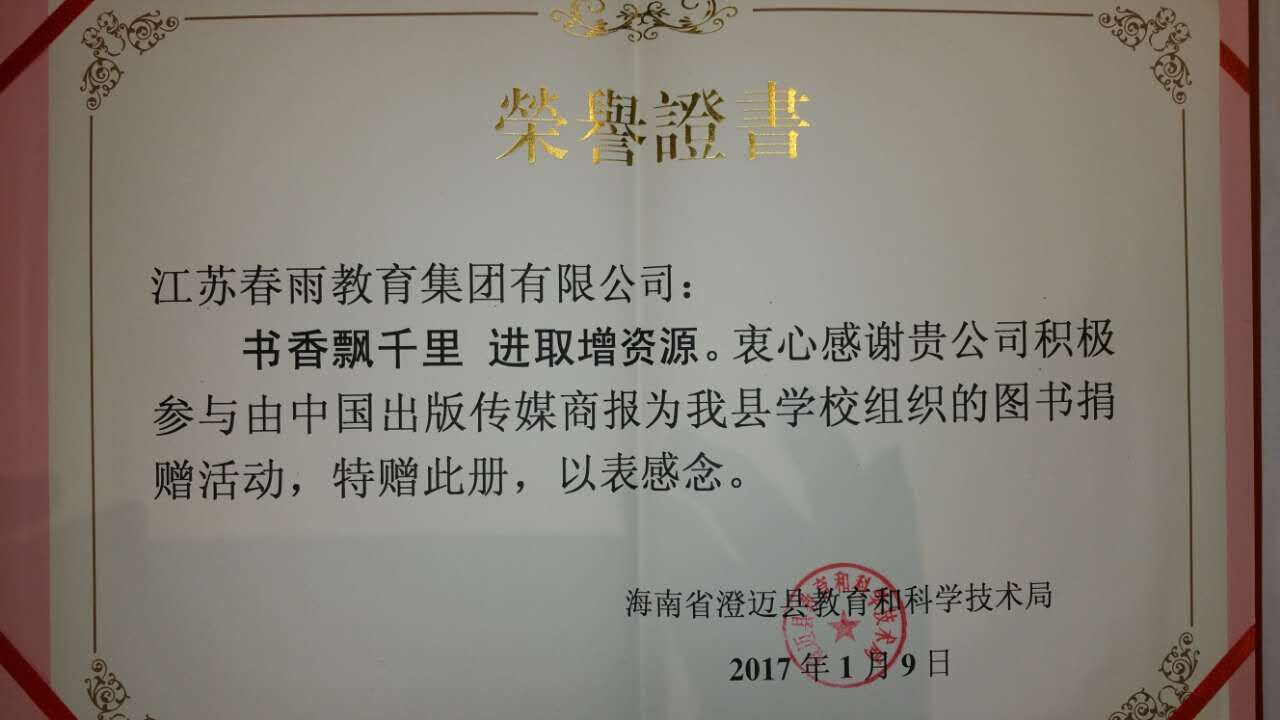 榮譽證書
江苏春雨教育集团有限公司：
书香飘千里 进取增资源。衷心感谢贵公司积极
参与由中国出版传媒商报为我县学校组织的图书捐
赠活动，特赠此册，以表感念。
海南省澄迈县教育和科学技术局
2017年1月9日